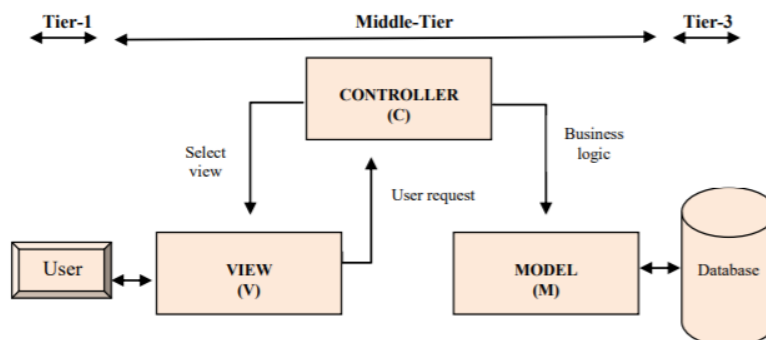 Tier-1
Middle-Tier
Tier-3
CONTROLLER
(C)
Select
view
User request
Business
logic
User
VIEW
(V)
MODEL
(M)
Database